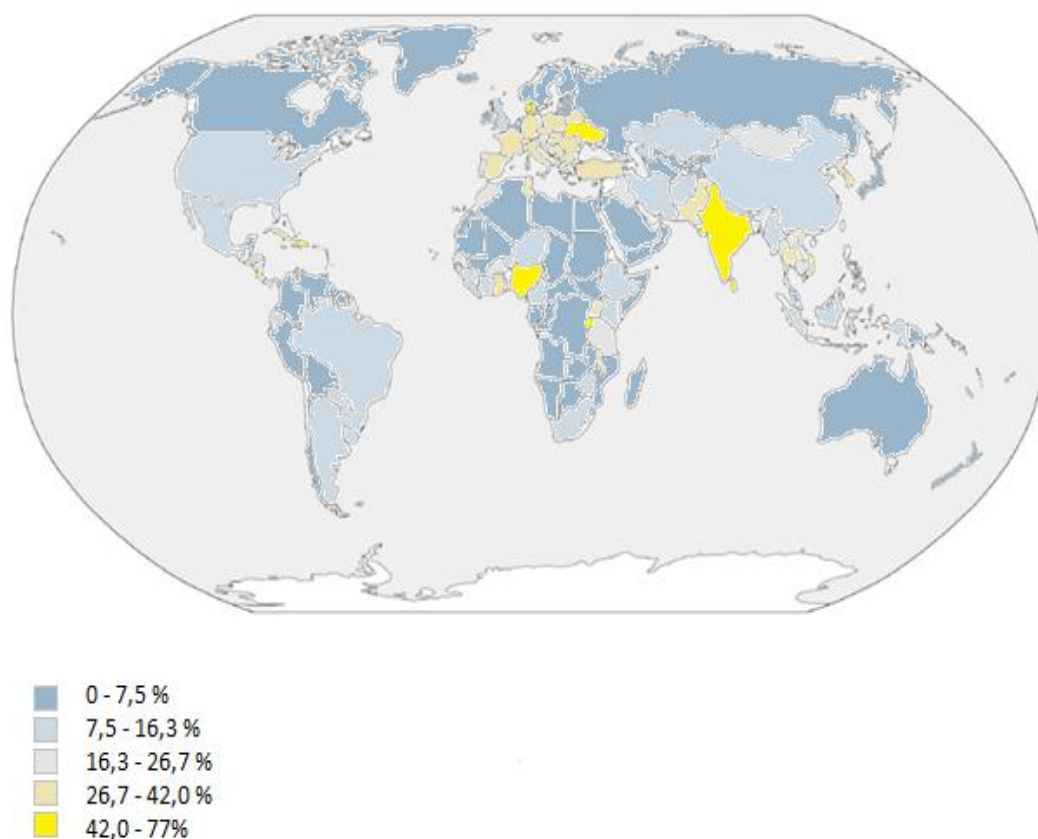 0 - 7,5 %
7,5 - 16,3 %
16,3 - 26,7 %
26,7 - 42,0 %
42,0 - 77%